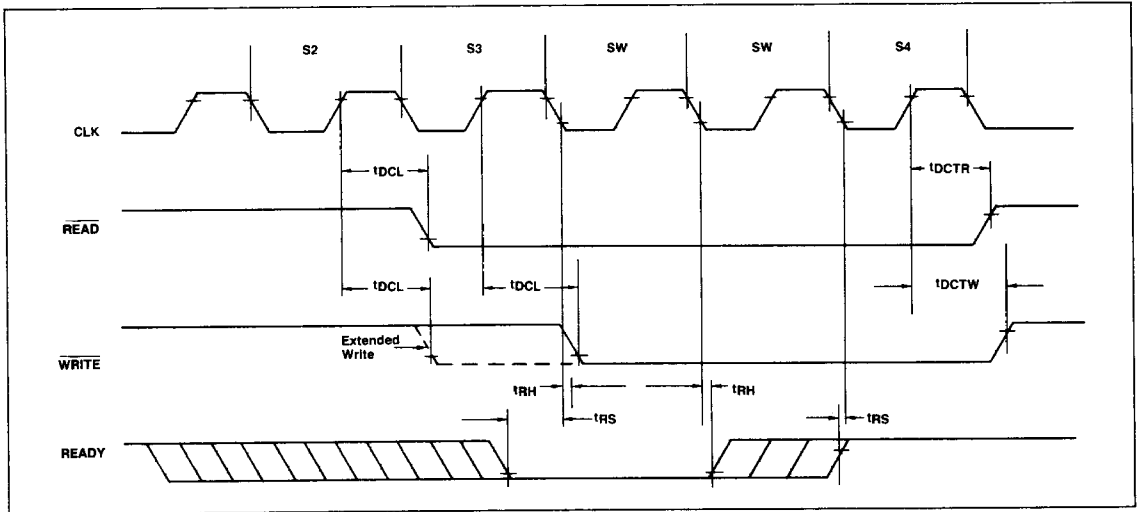 S2 S3 SW SW S4
CLK
tDCL tDCTR
READ
tDCL tDCL tDCTW
Extended
Write
WRITE
tRH tRH
tRS tRS
READY